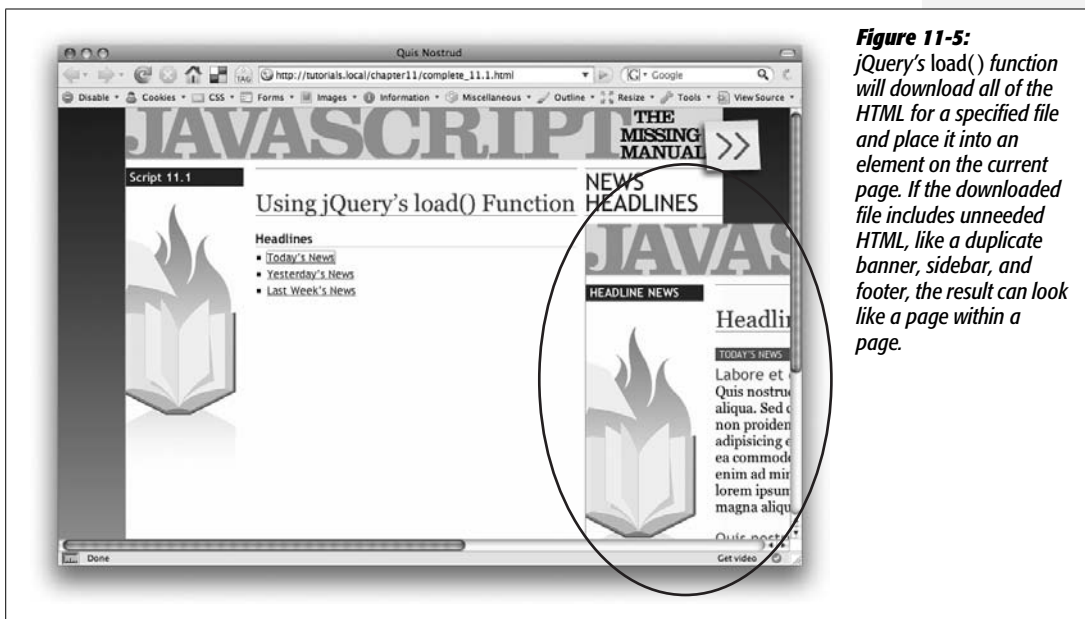 Quis Nostrud
http://tutorials.local/chapter11/complete_11.1.html
Google
Disable Cookies CSS Forms Images Information Miscellaneous Outline Resize Tools View Source
JAVASCRIPT
THE
MISSING
MANUAL
>>
Script 11.1
Using jQuery's load() Function
Headlines
Today's News
Yesterday's News
Last Week's News
NEWS
HEADLINES
JAVAS
HEADLINE NEWS
Headlin
TODAY'S NEWS
Labore et
Quis nostru
aliqua. Sed
non proiden
adipisicing e
ea commod
enim ad mi
lorem ipsum
magna aliqu
Quis nostr
Done
Get video
Figure 11-5:
jQuery's load() function
will download all of the
HTML for a specified file
and place it into an
element on the current
page. If the downloaded
file includes unneeded
HTML, like a duplicate
banner, sidebar, and
footer, the result can look
like a page within a
page.